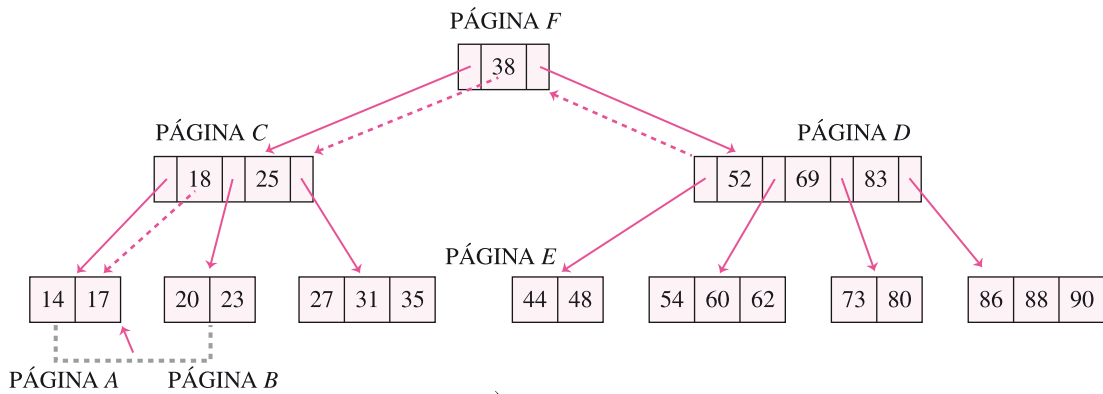 PÁGINA F
38
PÁGINA C PÁGINA D
18 25 52 69 83
PÁGINA E
14 17 20 23 27 31 35 44 48 54 60 62 73 80 86 88 90
PÁGINA A PÁGINA B